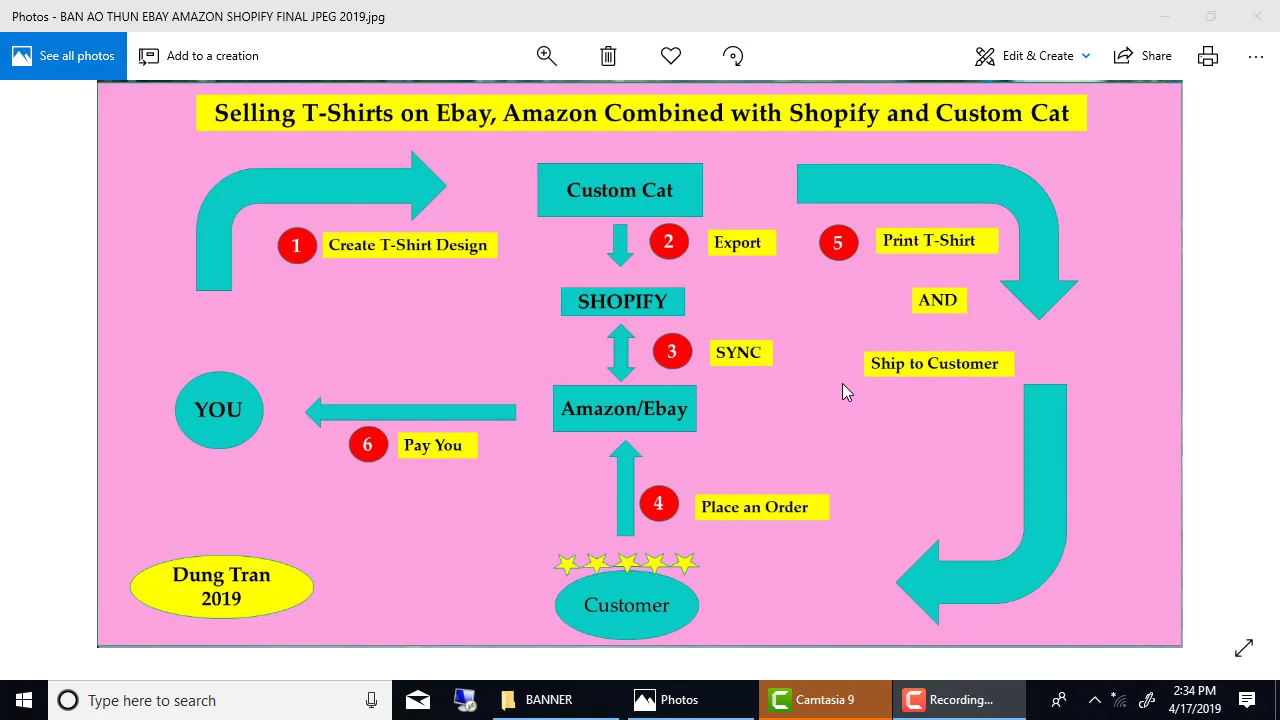 Photos - BAN AO THUN EBAY AMAZON SHOPIFY FINAL JPEG 2019.jpg
See all photos
Add to a creation
Edit & Create
Share
Selling T-Shirts on Ebay, Amazon Combined with Shopify and Custom Cat
Custom Cat
1
Create T-Shirt Design
2
Export
5
Print T-Shirt
SHOPIFY
AND
3
SYNC
Ship to Customer
YOU
Amazon/Ebay
6
Pay You
4
Place an Order
Dung Tran
2019
Customer
Type here to search
BANNER
Photos
Camtasia 9
Recording...
2:34 PM
4/17/2019